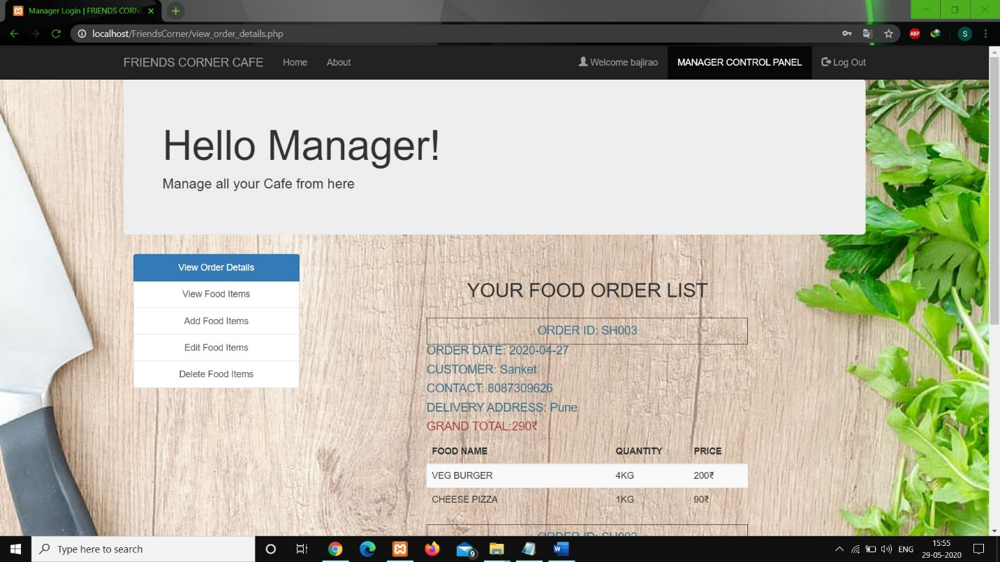 Manager Login | FRIENDS CORN
localhost/FriendsCorner/view_order_details.php
ABP
S
FRIENDS CORNER CAFE
Home
About
Welcome bajirao
MANAGER CONTROL PANEL
Log Out
Hello Manager!
Manage all your Cafe from here
View Order Details
View Food Items
Add Food Items
Edit Food Items
Delete Food Items
YOUR FOOD ORDER LIST
ORDER ID: SH003
ORDER DATE: 2020-04-27
CUSTOMER: Sanket
CONTACT: 8087309626
DELIVERY ADDRESS: Pune
GRAND TOTAL:290₹
FOOD NAME QUANTITY PRICE
VEG BURGER 4KG 200₹
CHEESE PIZZA 1KG 90₹
ORDER ID:
Type here to search
9
W
ENG
15:55
29-05-2020